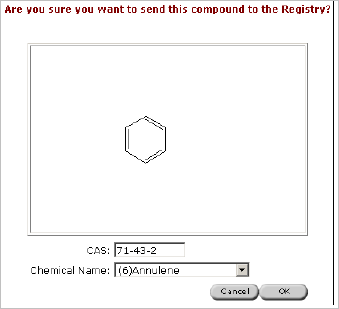 Are you sure you want to send this compound to the Registry?
CAS: 71-43-2
Chemical Name: (6)Annulene
Cancel OK